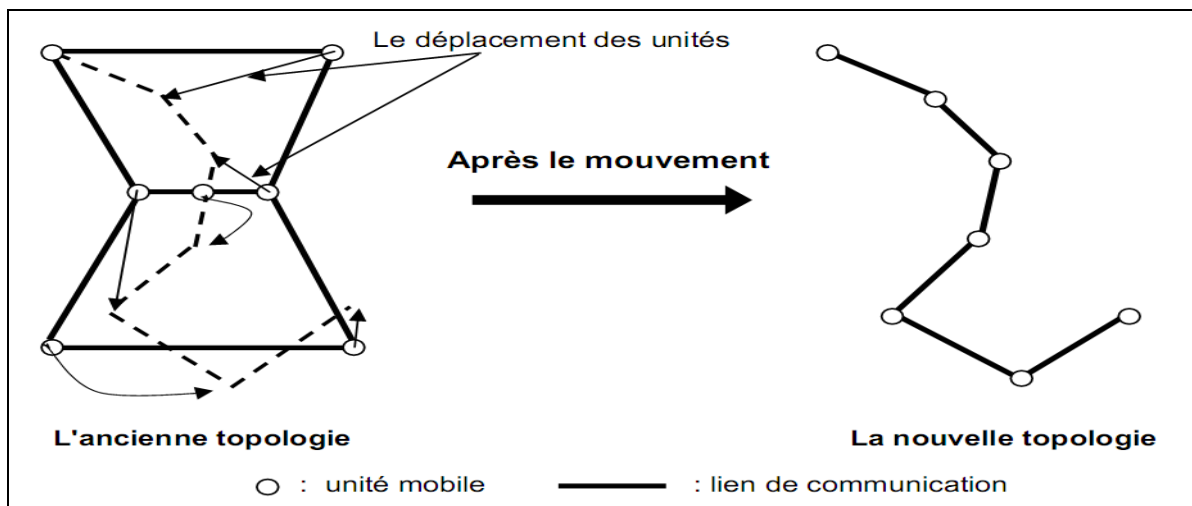 Le déplacement des unités
Après le mouvement
L'ancienne topologie
La nouvelle topologie
: unité mobile
: lien de communication